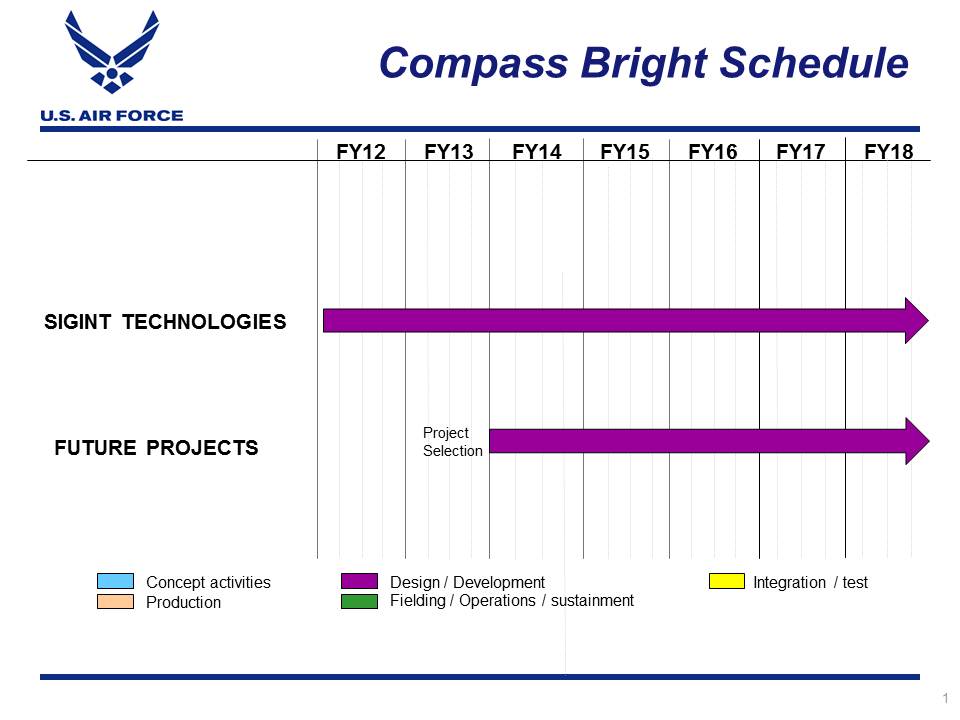 Compass Bright Schedule
U.S. AIR FORCE
FY12 FY13 FY14 FY15 FY16 FY17 FY18
SIGINT TECHNOLOGIES
Project
Selection
FUTURE PROJECTS
Concept activities
Production
Design / Development
Fielding / Operations / sustainment
Integration / test
1